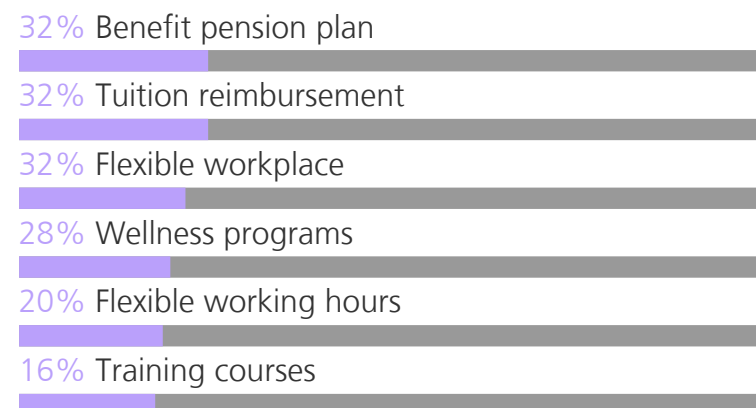 32% Benefit pension plan
32% Tuition reimbursement
32% Flexible workplace
28% Wellness programs
20% Flexible working hours
16% Training courses